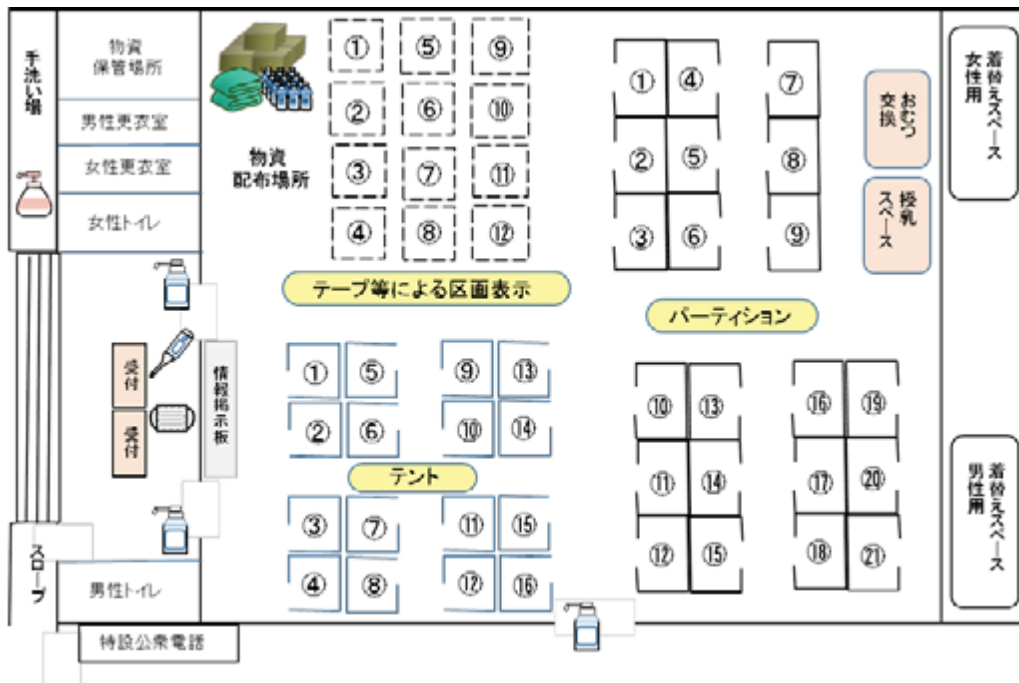 手洗い場
物資
保管場所
男性更衣室
女性更衣室
女性トイレ
物資
配布場所
① ⑤ ⑨
② ⑥ ⑩
③ ⑦ ⑪
④ ⑧ ⑫
テープ等による区画表示
① ④ ⑦
② ⑤ ⑧
③ ⑥ ⑨
パーティション
おむつ
交換
授乳
スペース
着替えスペース
女性用
受付
受付
情報掲示板
① ⑤ ⑨ ⑬
② ⑥ ⑩ ⑭
テント
③ ⑦ ⑪ ⑮
④ ⑧ ⑫ ⑯
⑩ ⑬ ⑯ ⑲
⑪ ⑭ ⑰ ⑳
⑫ ⑮ ⑱ ㉑
着替えスペース
男性用
スロープ
男性トイレ
特設公衆電話